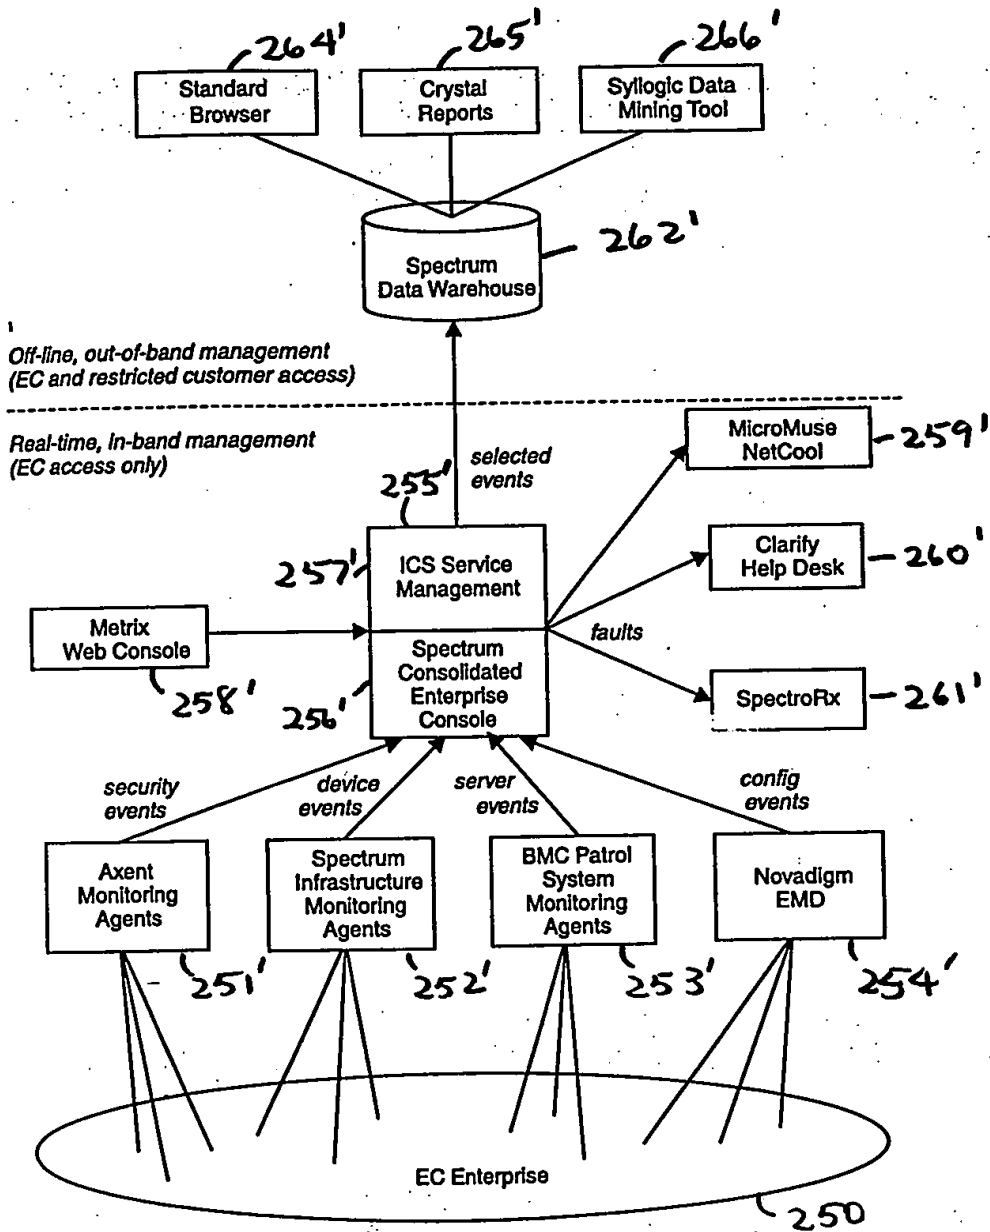 264'
265'
266'
Standard
Browser
Crystal
Reports
Syllogic Data
Mining Tool
262'
Spectrum
Data Warehouse
Off-line, out-of-band management
(EC and restricted customer access)
Real-time, in-band management
(EC access only)
selected
events
MicroMuse
NetCool
259'
255'
257'
ICS Service
Management
Clarify
Help Desk
260'
Metrix
Web Console
258'
Spectrum
Consolidated
Enterprise
Console
256'
faults
SpectroRx
261'
security
events
device
events
server
events
config
events
Axent
Monitoring
Agents
Spectrum
Infrastructure
Monitoring
Agents
BMC Patrol
System
Monitoring
Agents
Novadigm
EMD
251'
252'
253'
254'
EC Enterprise
250